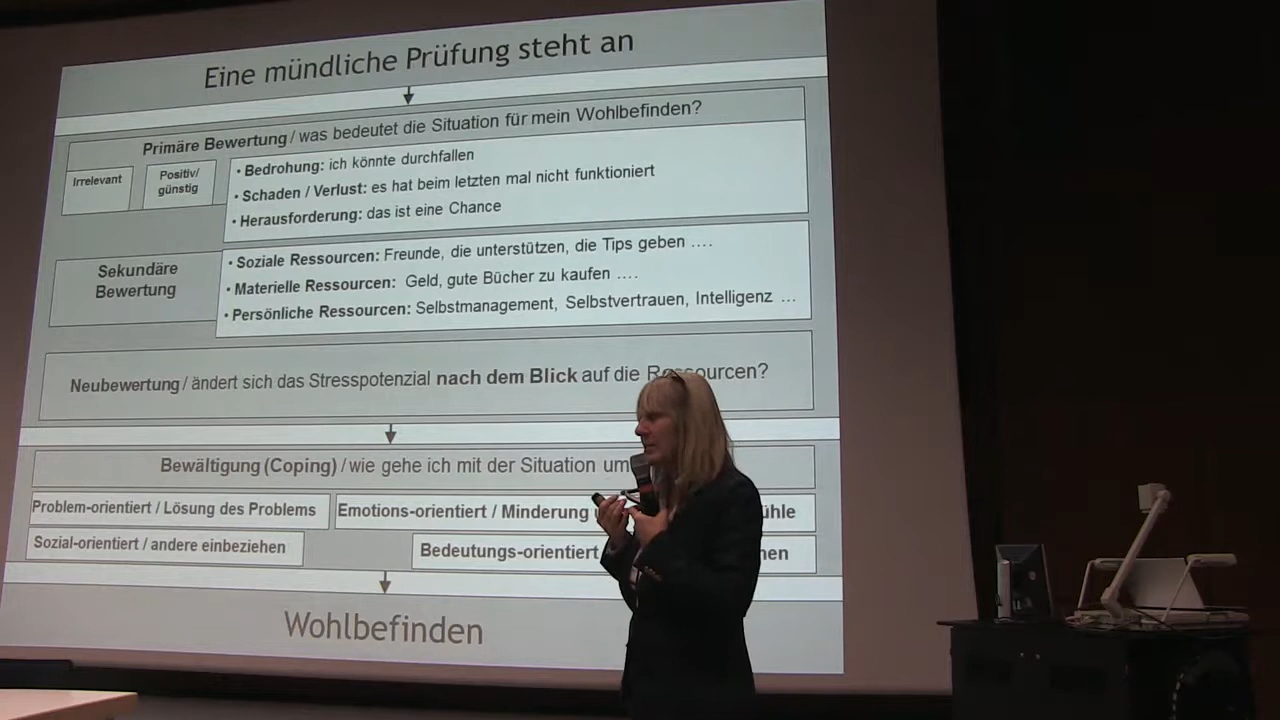 Eine mündliche Prüfung steht an
Primäre Bewertung / was bedeutet die Situation für mein Wohlbefinden?
Irrelevant
Positiv/
günstig
• Bedrohung: ich könnte durchfallen
• Schaden / Verlust: es hat beim letzten mal nicht funktioniert
• Herausforderung: das ist eine Chance
Sekundäre
Bewertung
• Soziale Ressourcen: Freunde, die unterstützen, die Tips geben ….
• Materielle Ressourcen: Geld, gute Bücher zu kaufen ….
• Persönliche Ressourcen: Selbstmanagement, Selbstvertrauen, Intelligenz …
Neubewertung / ändert sich das Stresspotenzial nach dem Blick auf die Ressourcen?
Bewältigung (Coping) / wie gehe ich mit der Situation um
Problem-orientiert / Lösung des Problems
Emotions-orientiert / Minderung
Sozial-orientiert / andere einbeziehen
Bedeutungs-orientiert
Wohlbefinden